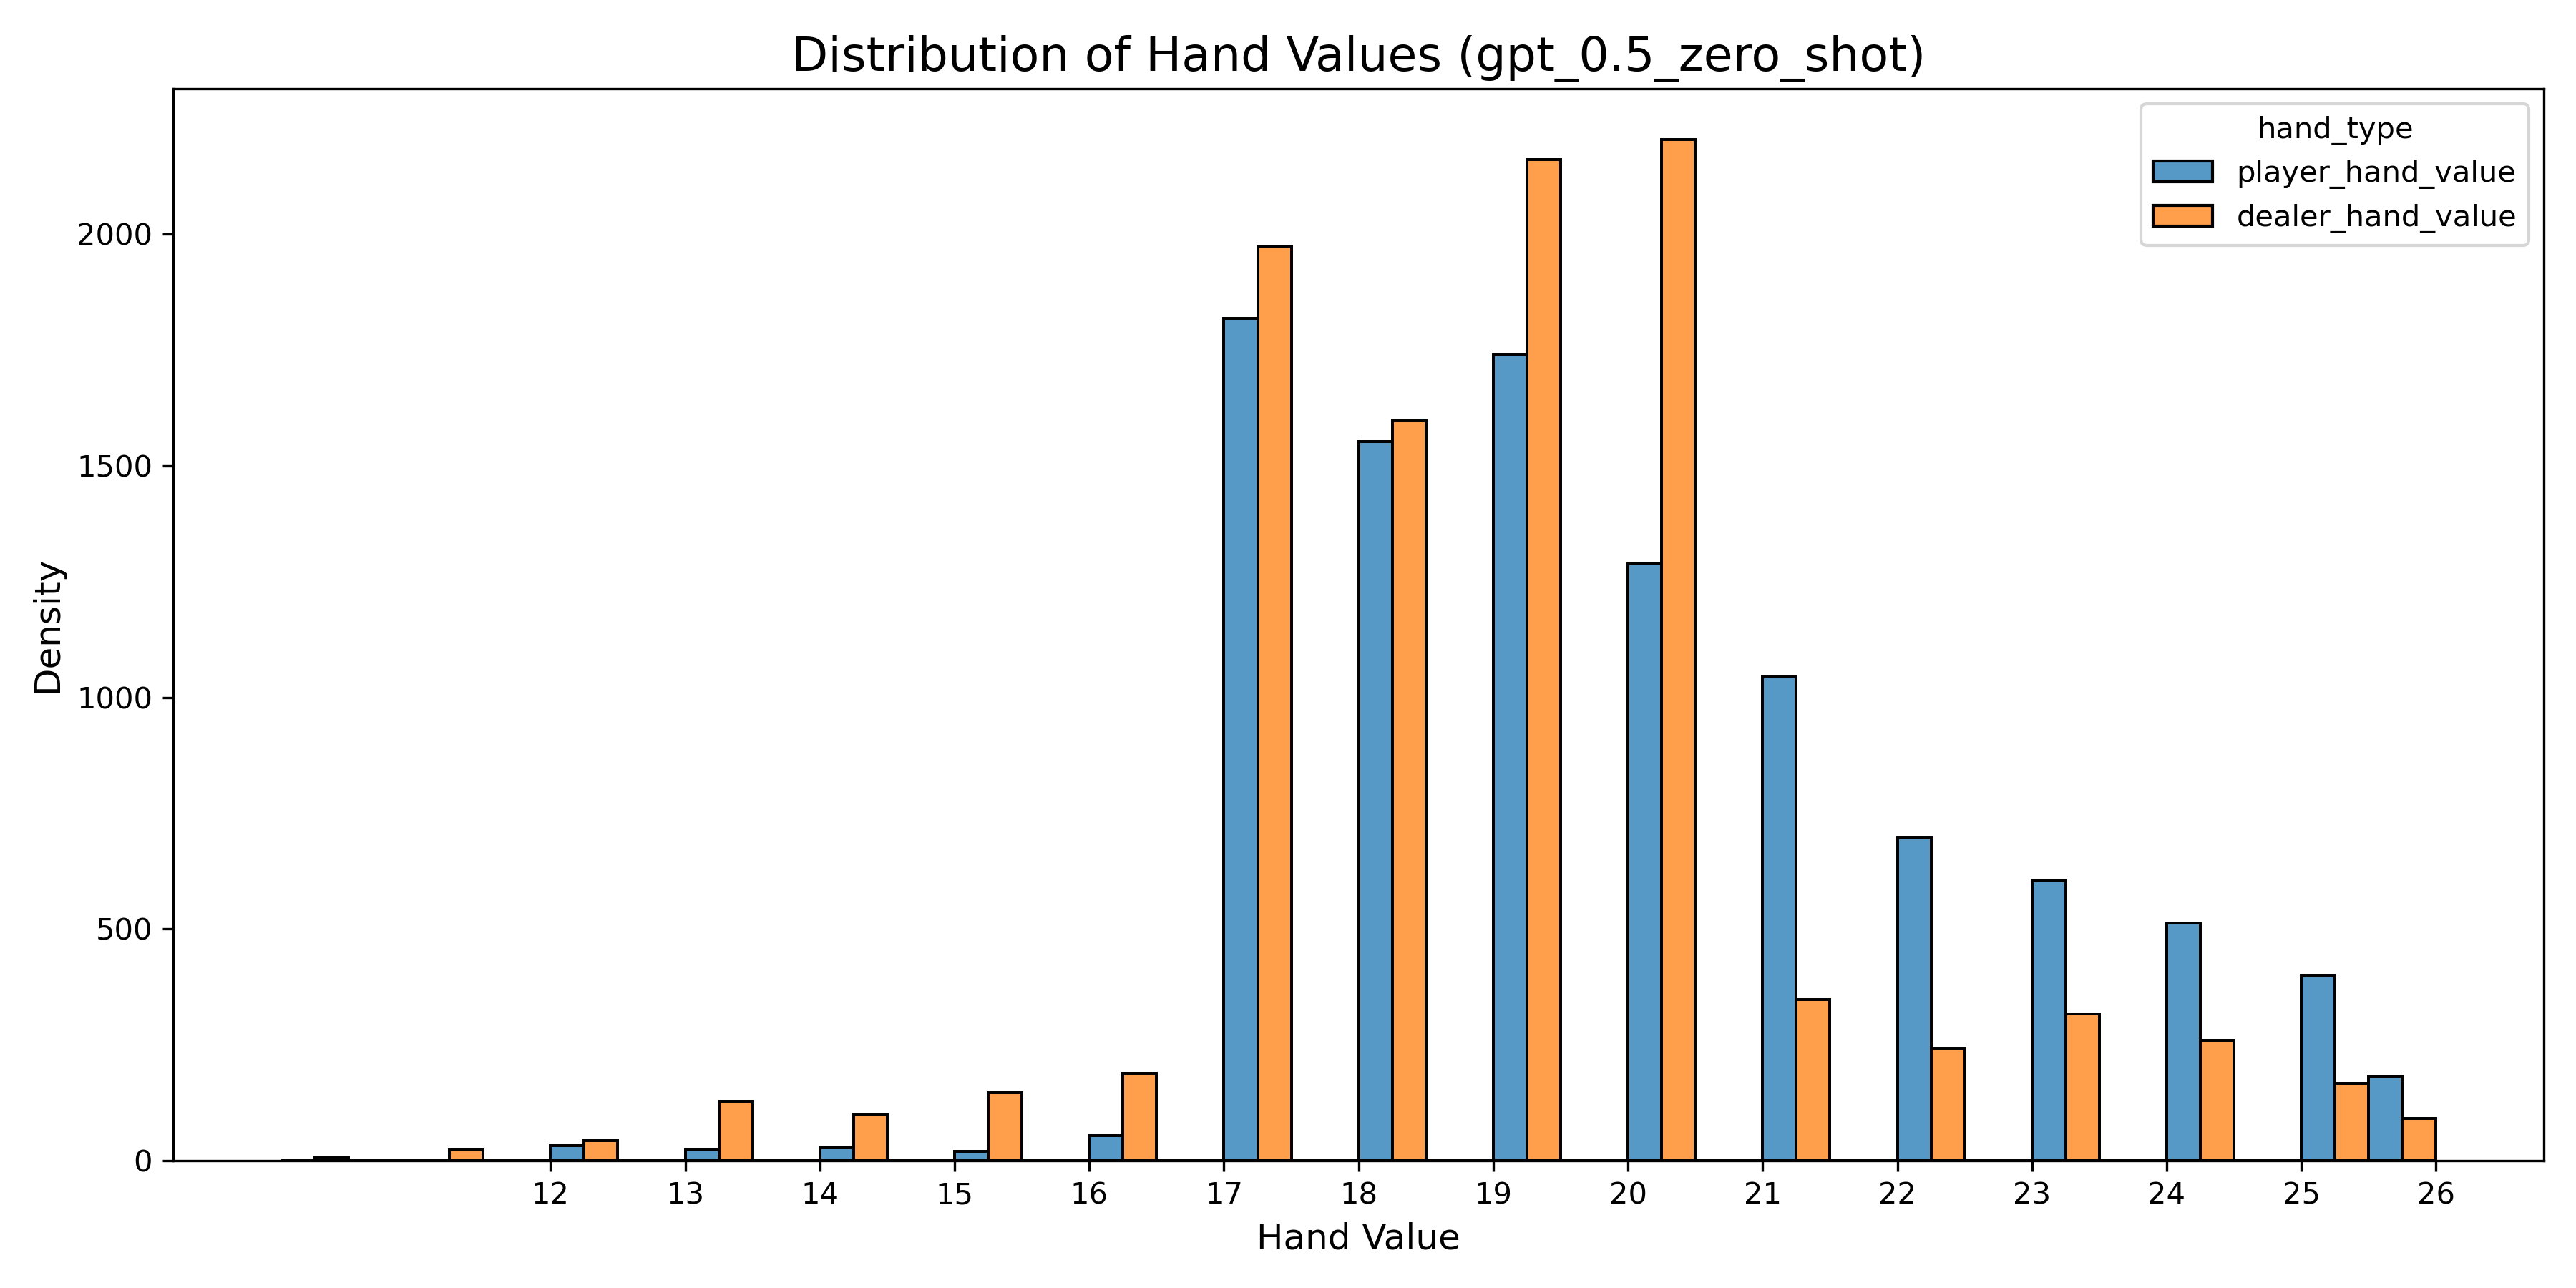 Distribution of Hand Values (gpt_0.5_zero_shot)
hand_type
player_hand_value
dealer_hand_value
Density
2000
1500
1000
500
0
12 13 14 15 16 17 18 19 20 21 22 23 24 25 26
Hand Value